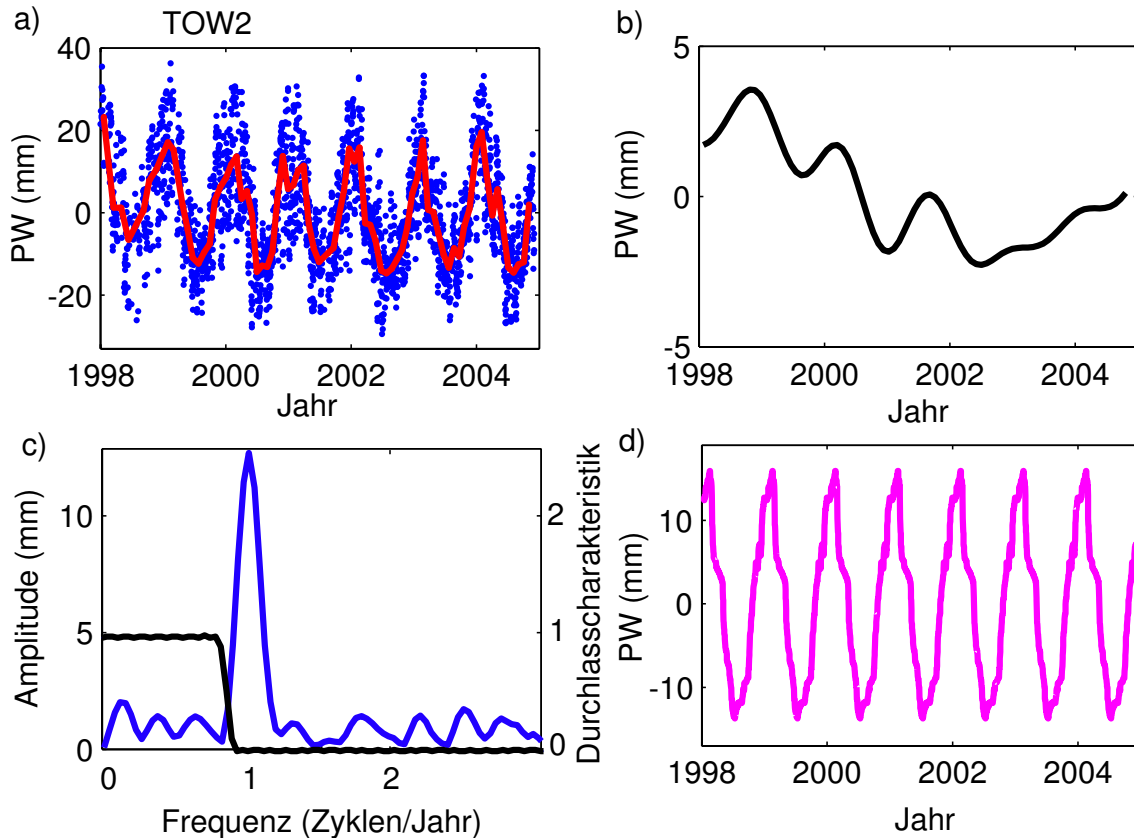 a)
TOW2
40
20
0
-20
PW (mm)
1998
2000
2002
2004
Jahr
b)
5
0
-5
PW (mm)
1998
2000
2002
2004
Jahr
c)
10
5
0
Amplitude (mm)
2
1
0
Durchlasscharakteristik
0
1
2
Frequenz (Zyklen/Jahr)
d)
10
0
-10
PW (mm)
1998
2000
2002
2004
Jahr